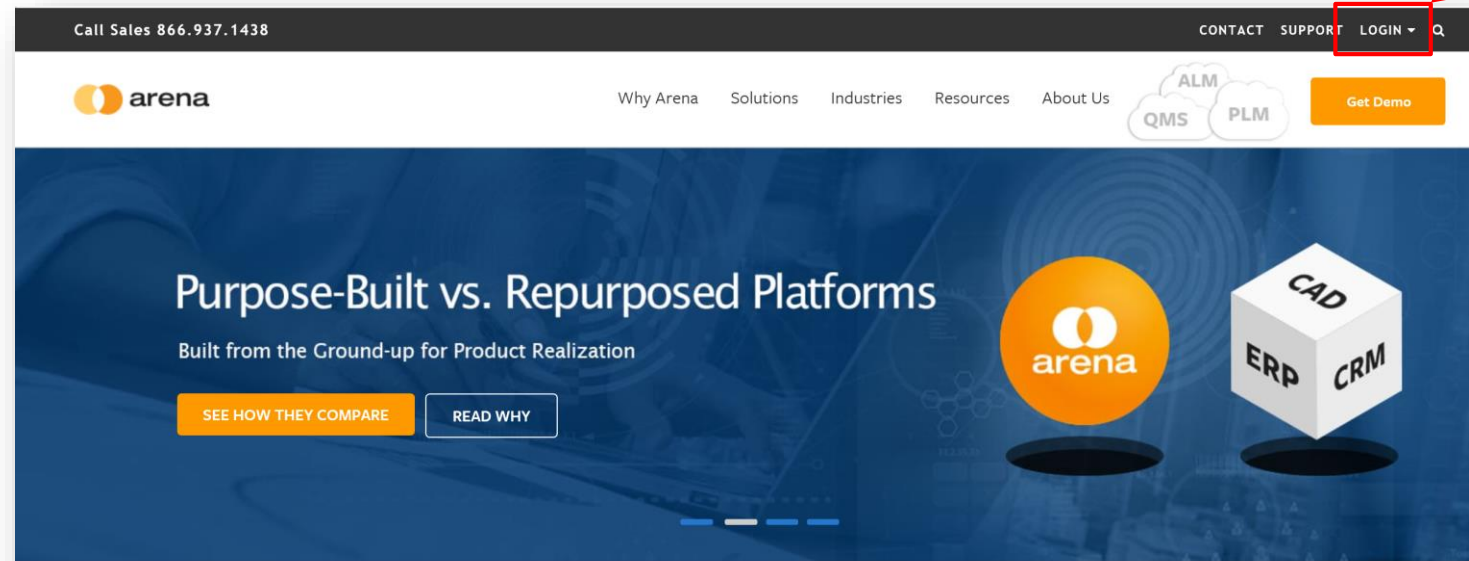 Call Sales 866.937.1438
CONTACT SUPPORT LOGIN
arena
Why Arena Solutions Industries Resources About Us
ALM
QMS PLM
Get Demo
Purpose-Built vs. Repurposed Platforms
Built from the Ground-up for Product Realization
SEE HOW THEY COMPARE READ WHY
arena
CAD
ERP CRM